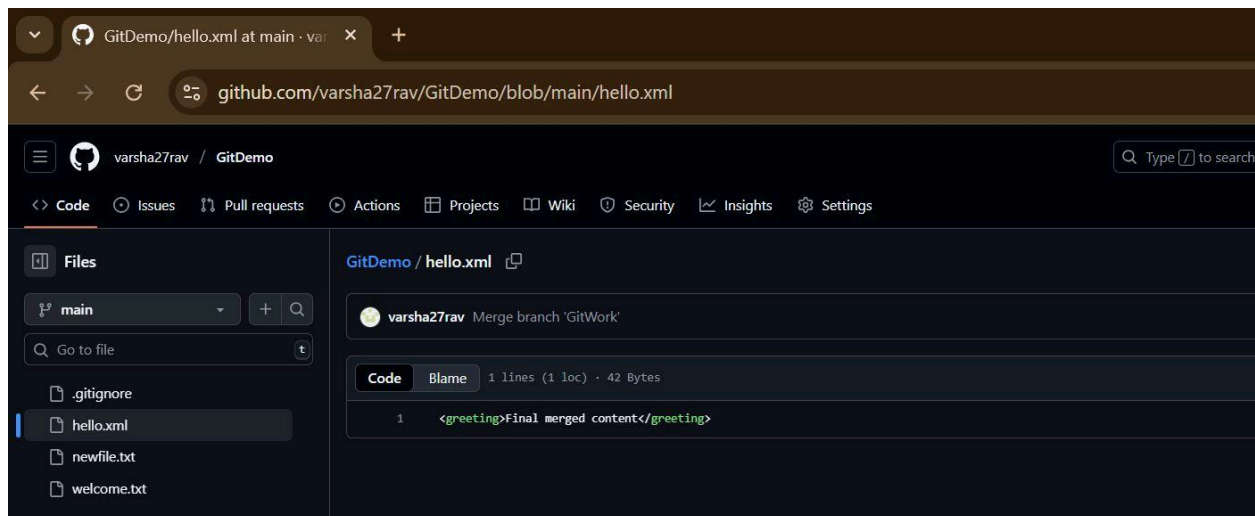 GitDemo/hello.xml at main · var
github.com/varsha27rav/GitDemo/blob/main/hello.xml
varsha27rav / GitDemo
Type / to search
<> Code Issues Pull requests Actions Projects Wiki Security Insights Settings
Files
GitDemo / hello.xml
main
varsha27rav Merge branch 'GitWork'
Go to file t
Code Blame 1 lines (1 loc) · 42 Bytes
.gitignore
1 <greeting>Final merged content</greeting>
hello.xml
newfile.txt
welcome.txt